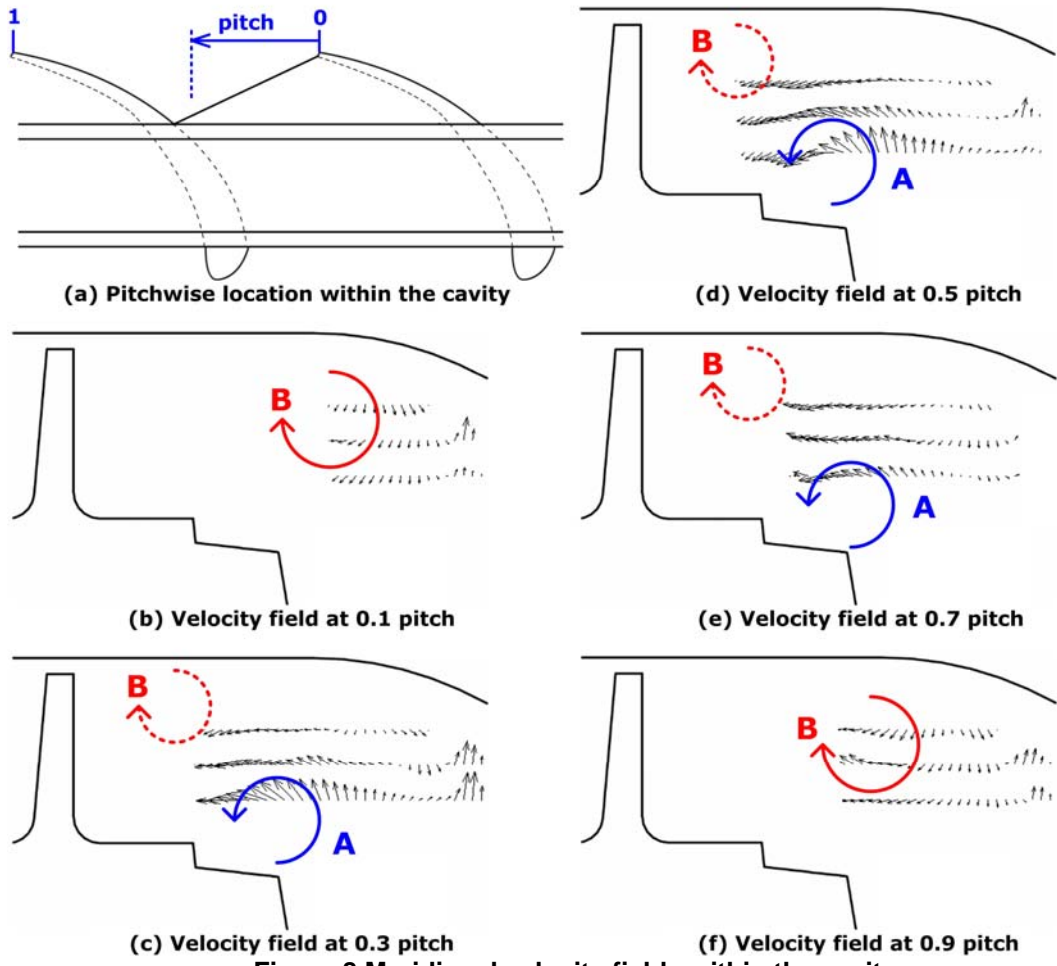 1
pitch
0
(a) Pitchwise location within the cavity
B
A
(d) Velocity field at 0.5 pitch
B
(b) Velocity field at 0.1 pitch
B
A
(e) Velocity field at 0.7 pitch
B
A
(c) Velocity field at 0.3 pitch
B
(f) Velocity field at 0.9 pitch